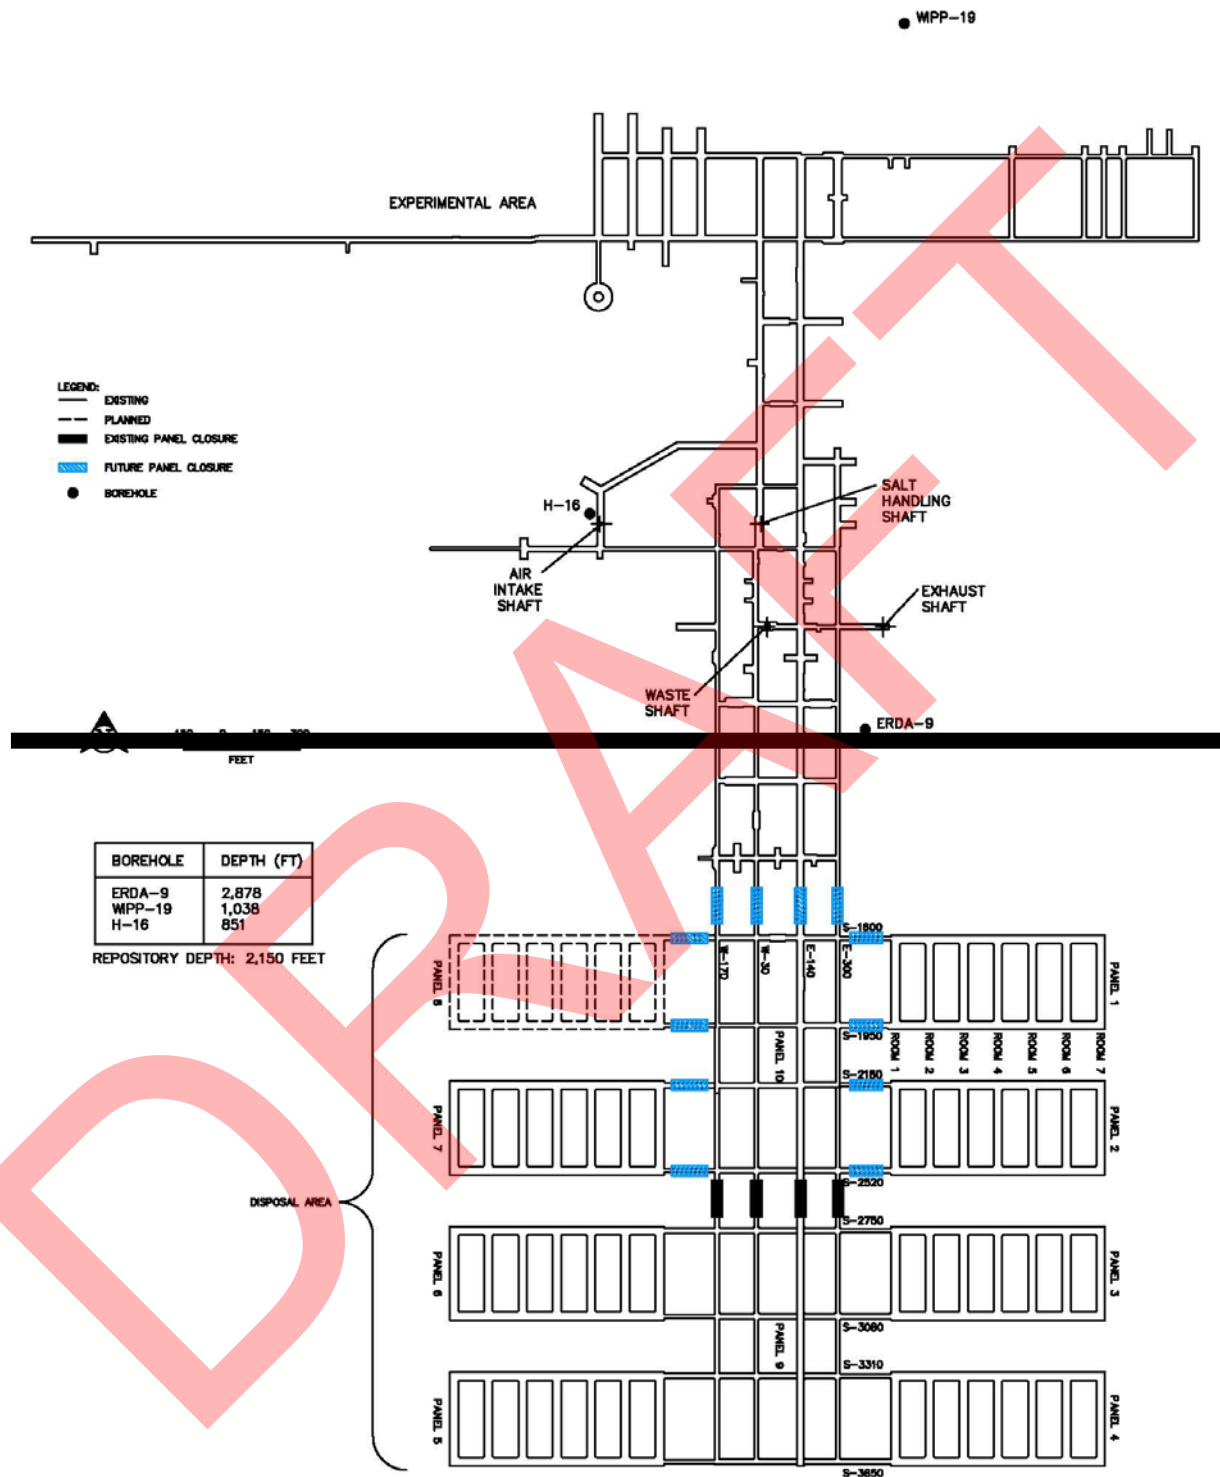 WIPP-19
EXPERIMENTAL AREA
LEGEND:
EXISTING
PLANNED
EXISTING PANEL CLOSURE
FUTURE PANEL CLOSURE
BOREHOLE
H-16
SALT
HANDLING
SHAFT
AIR
INTAKE
SHAFT
EXHAUST
SHAFT
WASTE
SHAFT
ERDA-9
FEET
BOREHOLE DEPTH (FT)
ERDA-9 2,878
WIPP-19 1,038
H-16 851
REPOSITORY DEPTH: 2,150 FEET
S-1600
W-170
W-30
E-140
E-300
PANEL 8
PANEL 1
S-1950
ROOM 1
ROOM 2
ROOM 3
ROOM 4
ROOM 5
ROOM 6
ROOM 7
PANEL 10
S-2180
PANEL 7
PANEL 2
S-2520
DISPOSAL AREA
S-2750
PANEL 6
PANEL 3
S-3080
PANEL 9
S-3310
PANEL 5
PANEL 4
S-3650
DRAFT